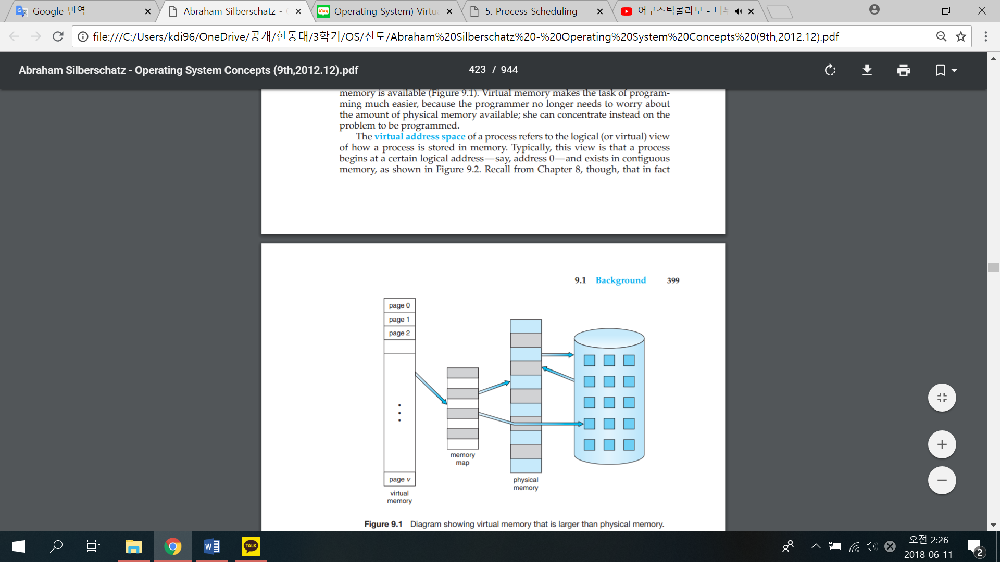 Google 번역
Abraham Silberschatz -
Operating System) Virtu
5. Process Scheduling
어쿠스틱콜라보 - 너무
file:///C:/Users/kdi96/OneDrive/공개/한동대/3학기/OS/진도/Abraham%20Silberschatz%20-%20Operating%20System%20Concepts%20(9th,2012.12).pdf
Abraham Silberschatz - Operating System Concepts (9th,2012.12).pdf
423 / 944
memory is available (Figure 9.1). Virtual memory makes the task of program-
ming much easier, because the programmer no longer needs to worry about
the amount of physical memory available; she can concentrate instead on the
problem to be programmed.
The virtual address space of a process refers to the logical (or virtual) view
of how a process is stored in memory. Typically, this view is that a process
begins at a certain logical address—say, address 0—and exists in contiguous
memory, as shown in Figure 9.2. Recall from Chapter 8, though, that in fact
9.1 Background 399
page 0
page 1
page 2
page v
virtual
memory
memory
map
physical
memory
Figure 9.1 Diagram showing virtual memory that is larger than physical memory.
TALK
오전 2:26
2018-06-11
2